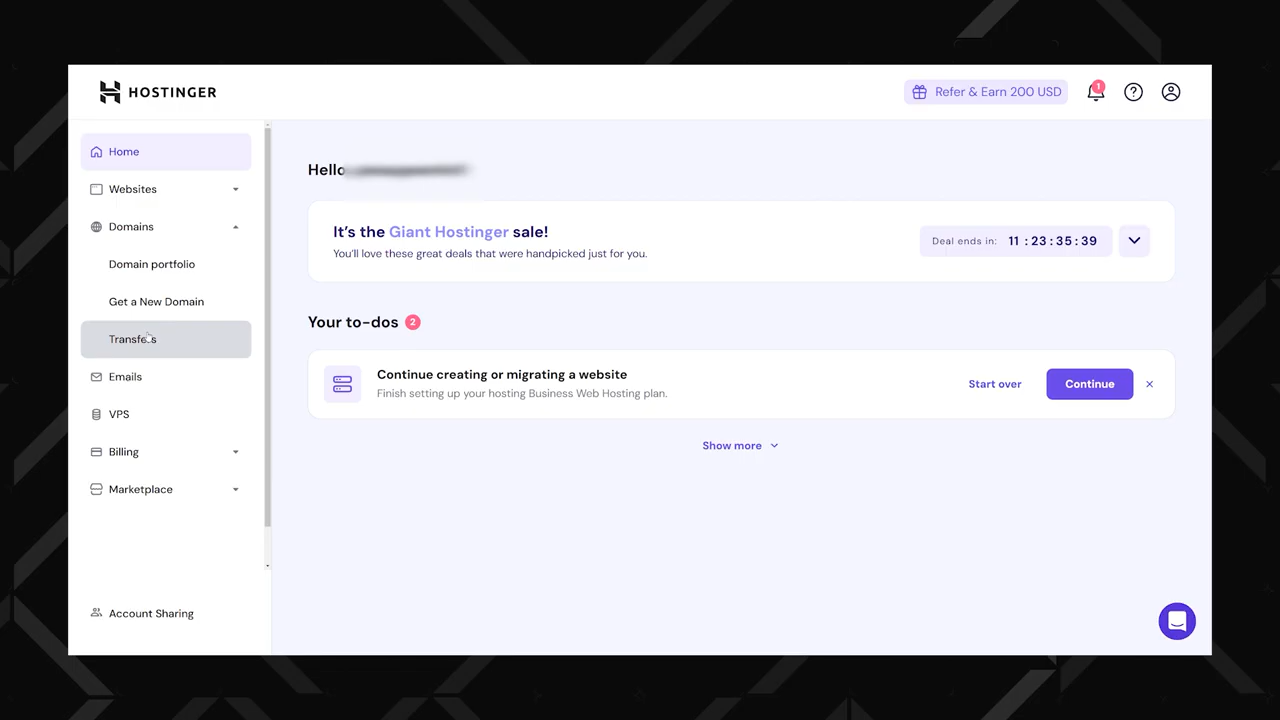 HOSTINGER
Refer & Earn 200 USD
1
Home
Websites
Domains
Domain portfolio
Get a New Domain
Transfers
Emails
VPS
Billing
Marketplace
Account Sharing
Hello
It's the Giant Hostinger sale!
You'll love these great deals that were handpicked just for you.
Deal ends in: 11 : 23 : 35 : 39
Your to-dos 2
Continue creating or migrating a website
Finish setting up your hosting Business Web Hosting plan.
Start over
Continue
Show more